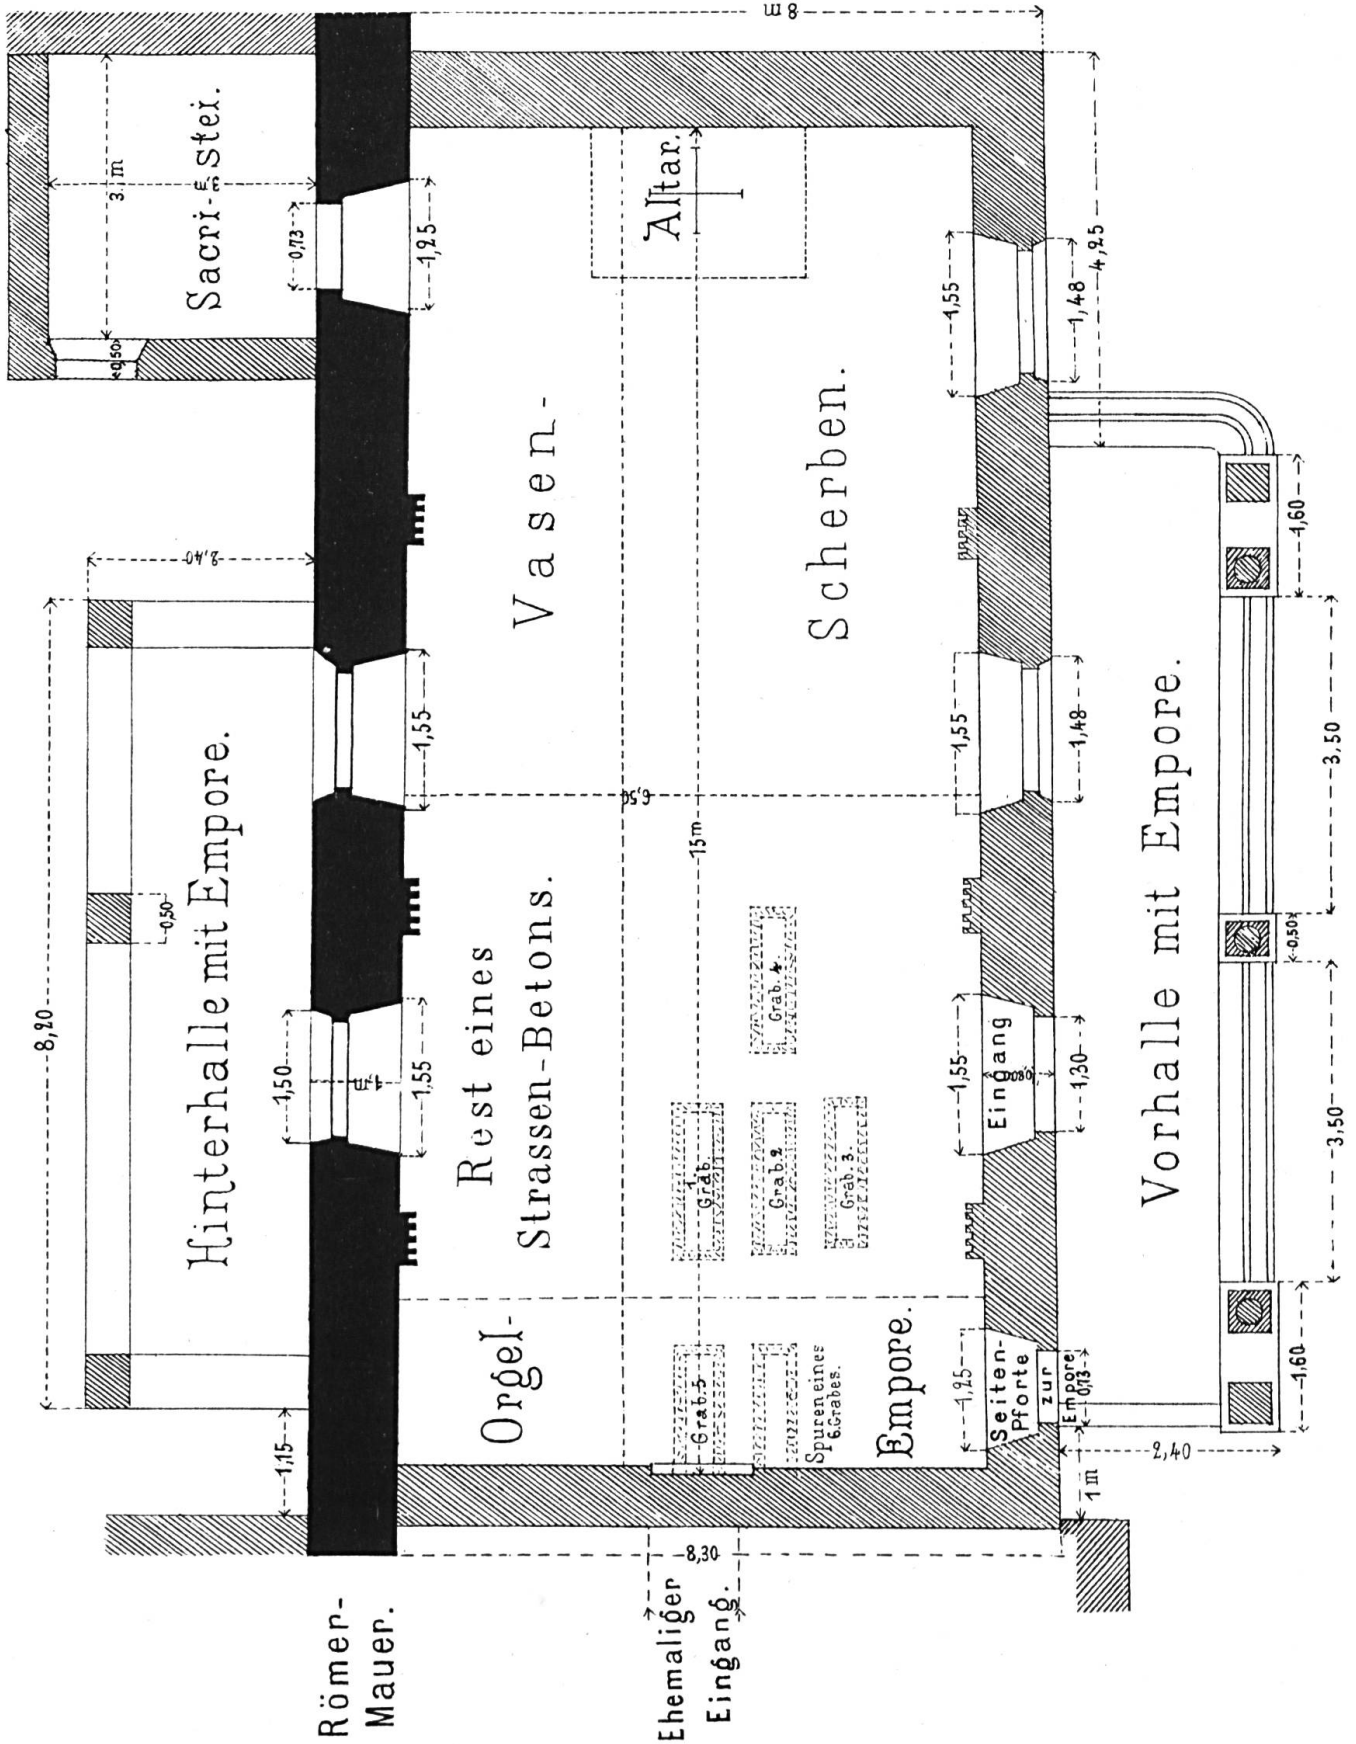 Römer-
Mauer.
Ehemaliger
Eingang.
8,20
Hinterhalle mit Empore.
2,40
0,50
1,15
1,50
1 m
1,55
1,55
Sacri-stei.
3. m
0,50
0,73
1,25
8 m
Orgel-
Empore.
Rest eines
Strassen-Betons.
Vasen-
Scherben.
Altar.
6,50
15 m
1.
Grab.
Grab 2
Grab. 3.
Grab. 4.
Grab. 5
Spuren eines
6. Grabes.
8,30
1,25
Seiten-
Pforte
zur
Empore
0,73
1,55
Eingang
0,80
1,30
1,55
1,48
1,55
1,48
4,25
Vorhalle mit Empore.
1 m
2,40
1,60
3,50
0,50
3,50
1,60